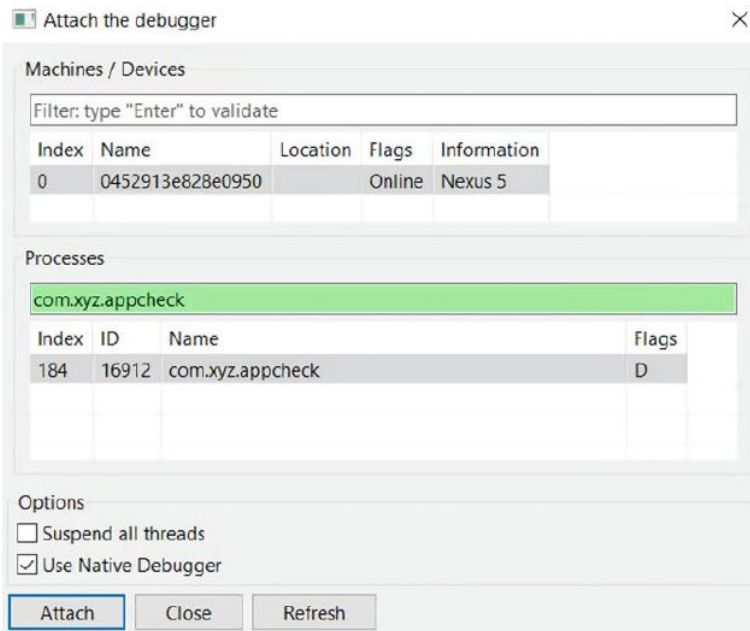 Attach the debugger
Machines / Devices
Filter: type "Enter" to validate
Index Name Location Flags Information
0 0452913e828e0950 Online Nexus 5
Processes
com.xyz.appcheck
Index ID Name Flags
184 16912 com.xyz.appcheck D
Options
Suspend all threads
Use Native Debugger
Attach Close Refresh